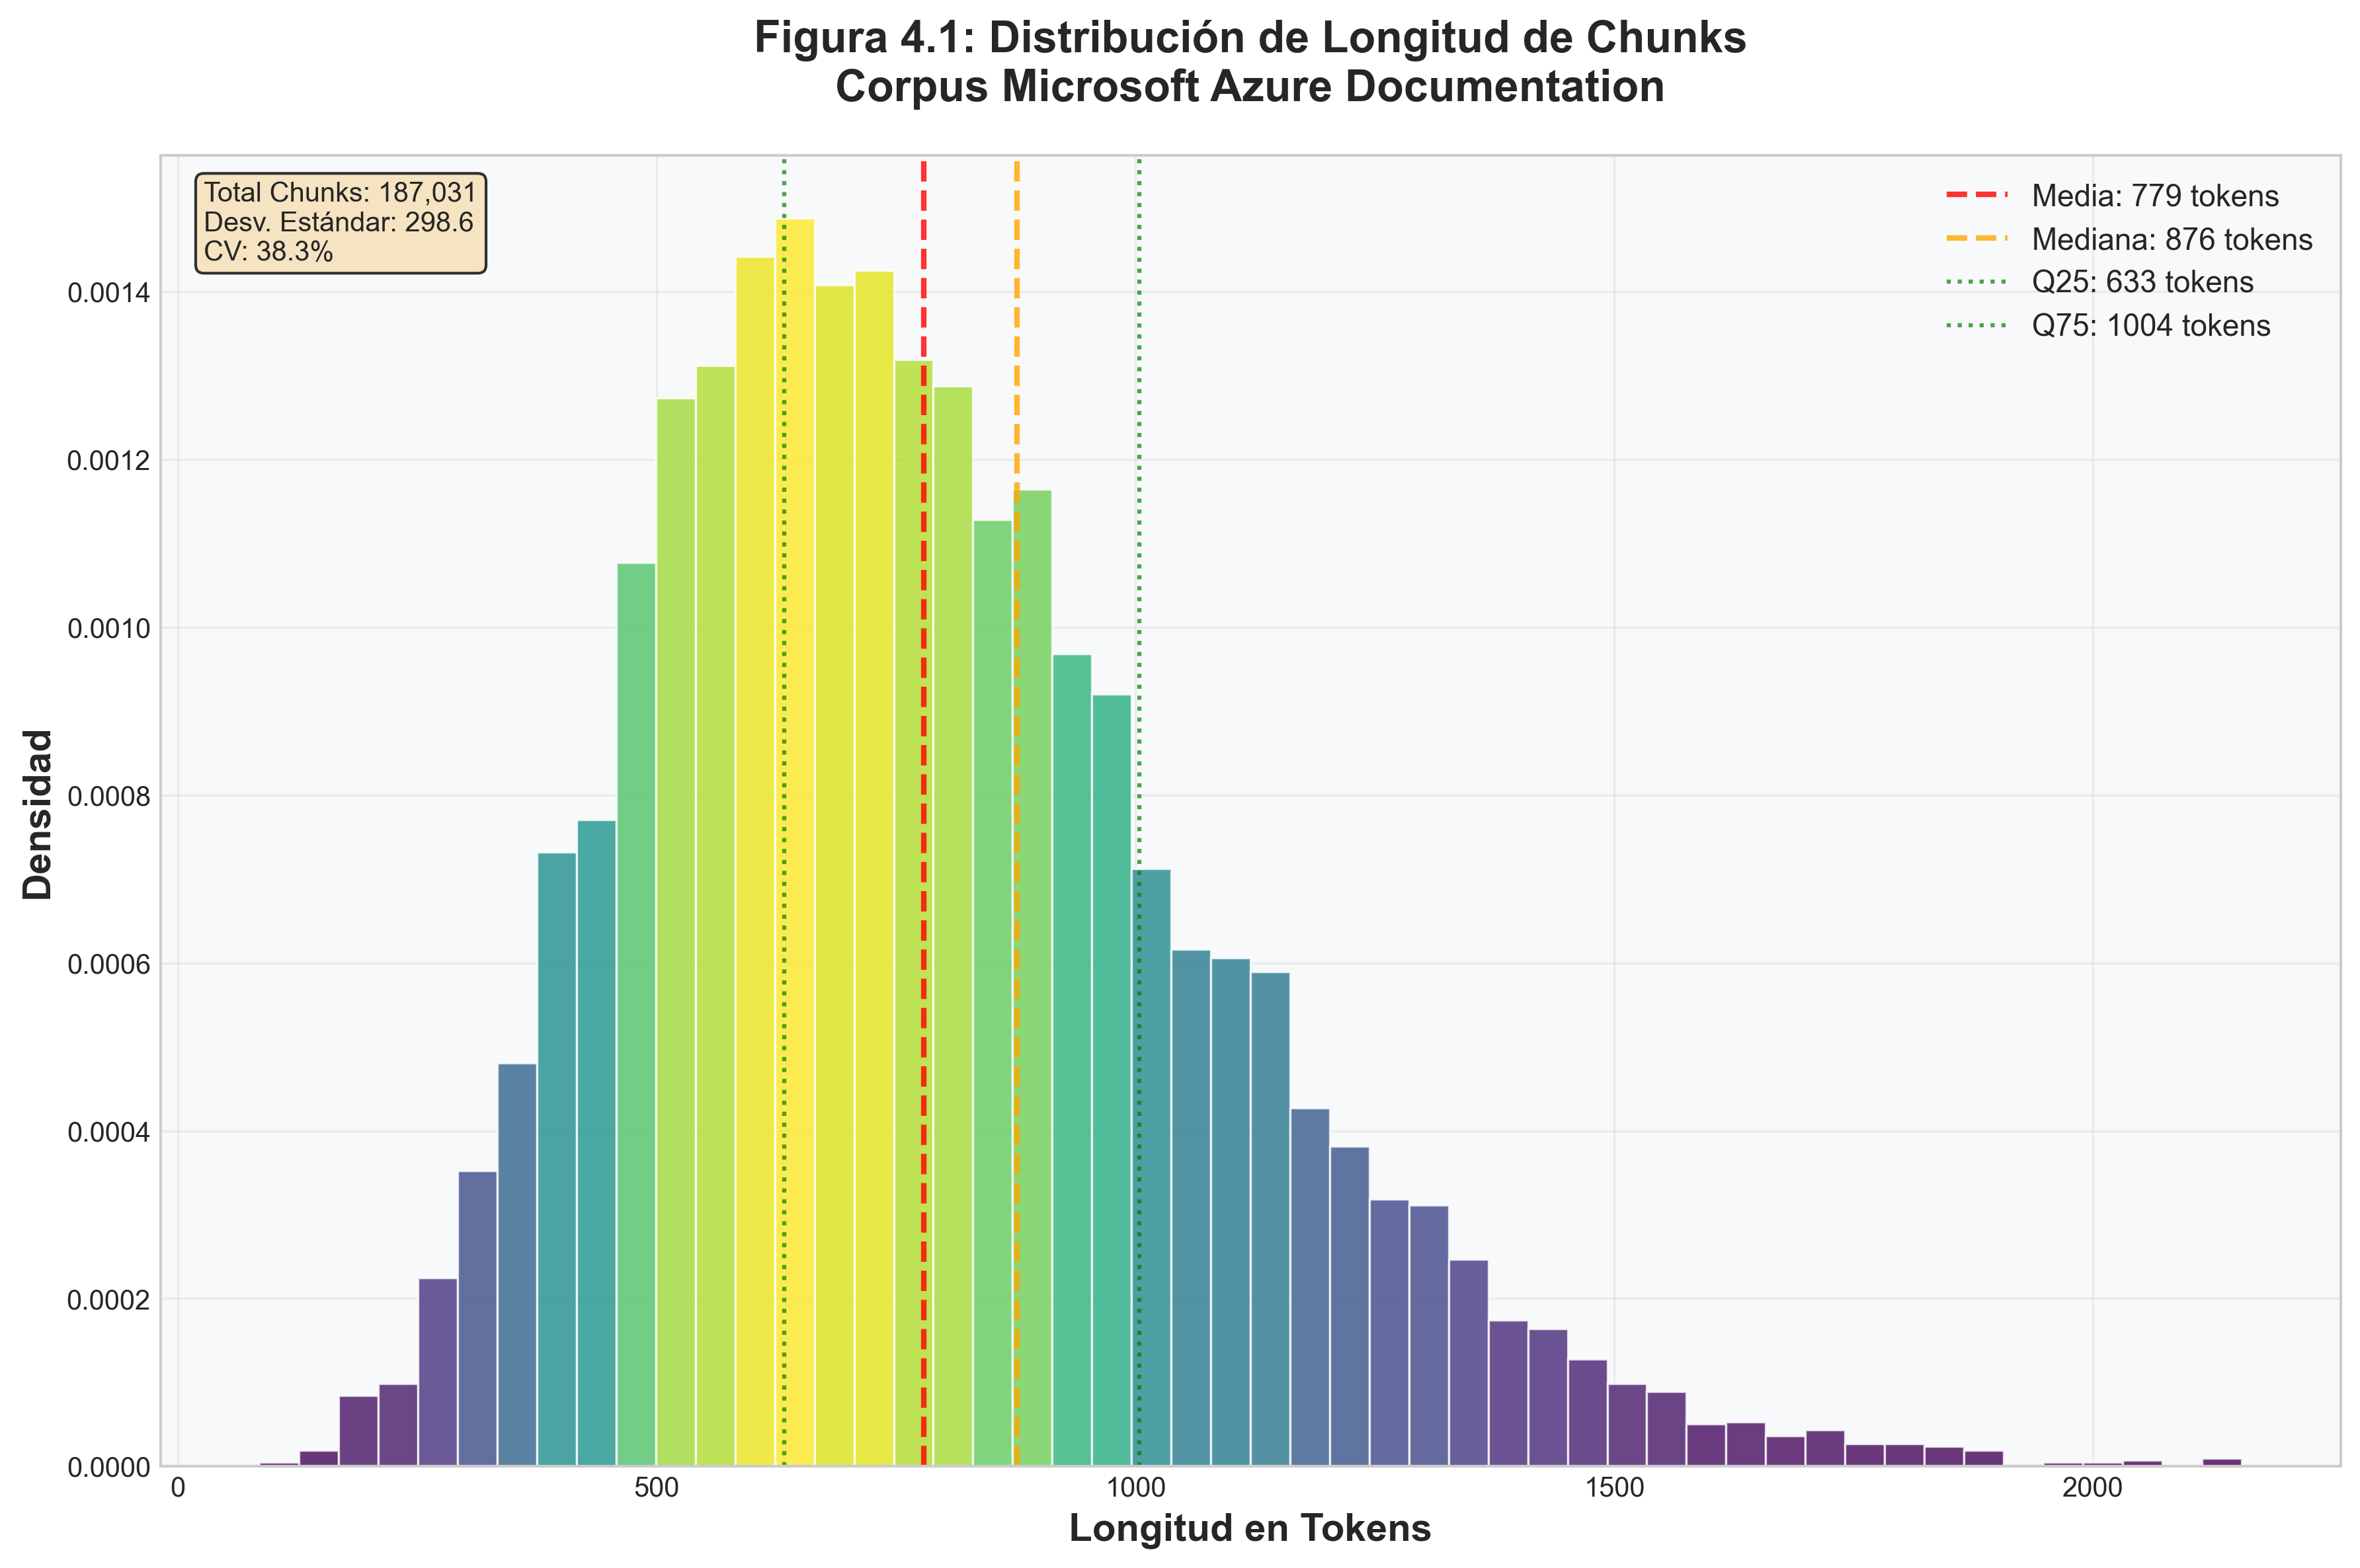 Figura 4.1: Distribución de Longitud de Chunks
Corpus Microsoft Azure Documentation
Total Chunks: 187,031
Desv. Estándar: 298.6
CV: 38.3%
Media: 779 tokens
Mediana: 876 tokens
Q25: 633 tokens
Q75: 1004 tokens
Densidad
0.0014
0.0012
0.0010
0.0008
0.0006
0.0004
0.0002
0.0000
0
500
1000
1500
2000
Longitud en Tokens